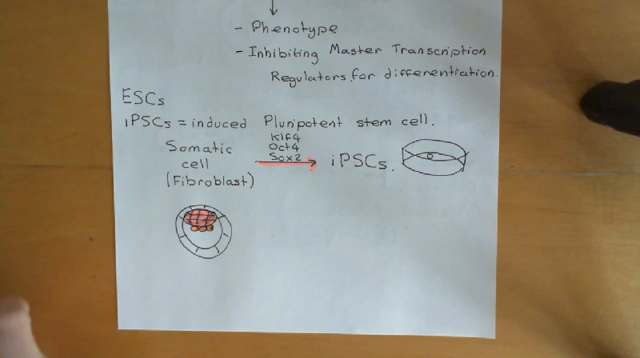 - Phenotype
- Inhibiting Master Transcription
Regulators for differentiation.
ESCs
iPSCs = induced Pluripotent stem cell.
Klf4
Somatic Oct4
cell Sox2 iPSCs.
(Fibroblast)